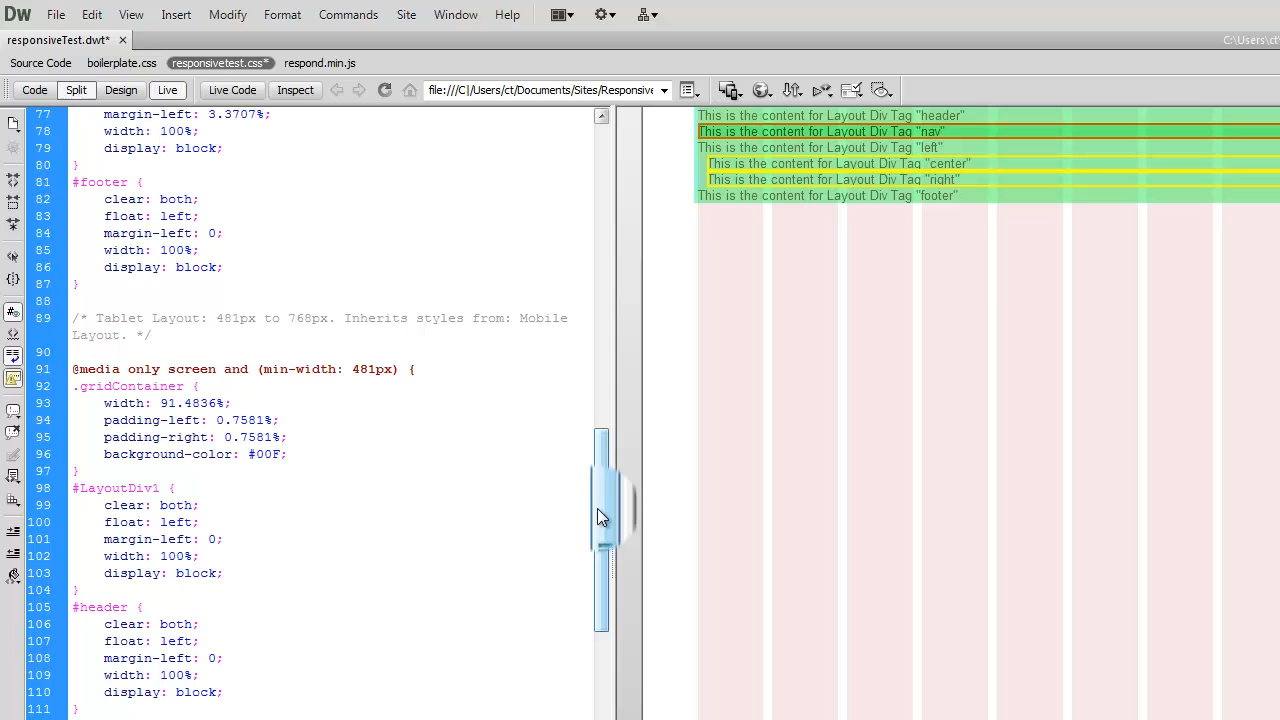 Dw File Edit View Insert Modify Format Commands Site Window Help
responsiveTest.dwt* ×
C:\Users\ct\
Source Code boilerplate.css responsivetest.css* respond.min.js
Code Split Design Live Live Code Inspect file:///C|/Users/ct/Documents/Sites/Responsive
77 margin-left: 3.3707%;
78 width: 100%;
79 display: block;
80 }
81 #footer {
82 clear: both;
83 float: left;
84 margin-left: 0;
85 width: 100%;
86 display: block;
87 }
88
89 /* Tablet Layout: 481px to 768px. Inherits styles from: Mobile
Layout. */
90
91 @media only screen and (min-width: 481px) {
92 .gridContainer {
93 width: 91.4836%;
94 padding-left: 0.7581%;
95 padding-right: 0.7581%;
96 background-color: #00F;
97 }
98 #LayoutDiv1 {
99 clear: both;
100 float: left;
101 margin-left: 0;
102 width: 100%;
103 display: block;
104 }
105 #header {
106 clear: both;
107 float: left;
108 margin-left: 0;
109 width: 100%;
110 display: block;
111 }
This is the content for Layout Div Tag "header"
This is the content for Layout Div Tag "nav"
This is the content for Layout Div Tag "left"
This is the content for Layout Div Tag "center"
This is the content for Layout Div Tag "right"
This is the content for Layout Div Tag "footer"